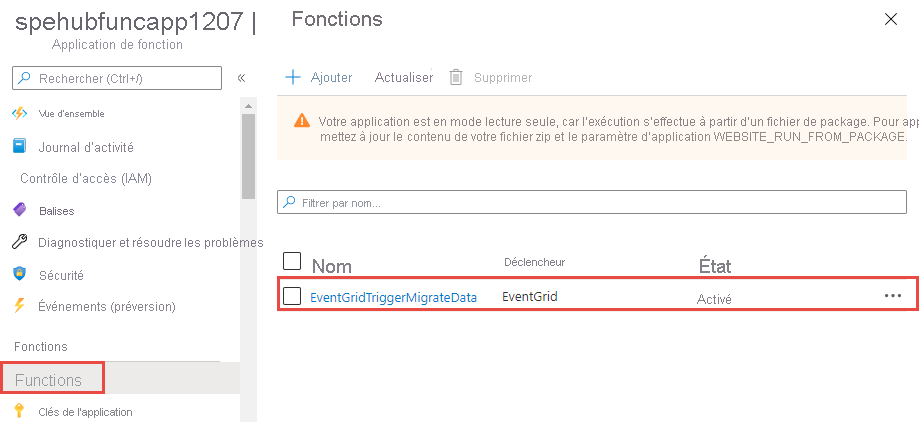 spehubfuncapp1207 |
Application de fonction
Rechercher (Ctrl+/)
«
Vue d'ensemble
Journal d'activité
Contrôle d'accès (IAM)
Balises
Diagnostiquer et résoudre les problèmes
Sécurité
Événements (préversion)
Fonctions
Functions
Clés de l'application
Fonctions
Ajouter Actualiser Supprimer
Votre application est en mode lecture seule, car l'exécution s'effectue à partir d'un fichier de package. Pour app
mettez à jour le contenu de votre fichier zip et le paramètre d'application WEBSITE_RUN_FROM_PACKAGE.
Filtrer par nom...
Nom Déclencheur État
EventGridTriggerMigrateData EventGrid Activé